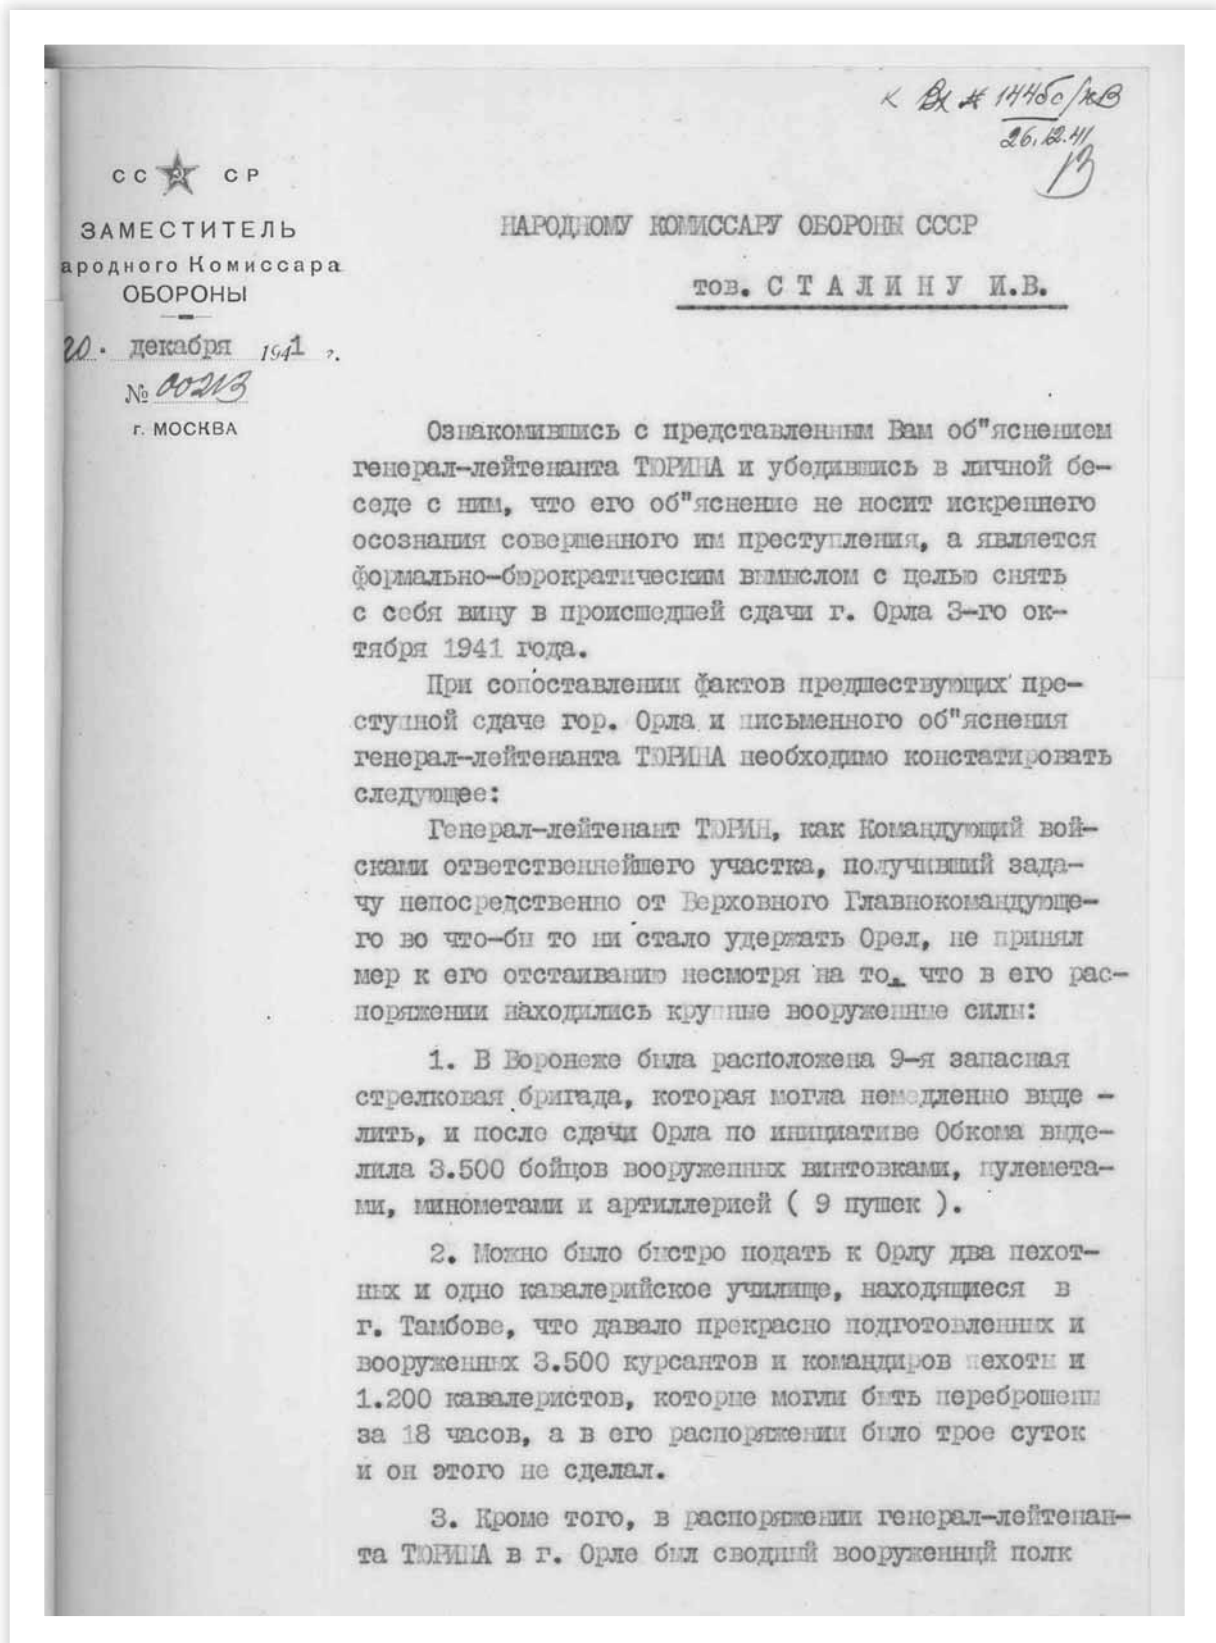 К Вх # 1445с/нВ
26.12.41
13
СС СР
ЗАМЕСТИТЕЛЬ
ародного Комиссара
ОБОРОНЫ
20. декабря 1941 г.
№ 00213
г. МОСКВА
НАРОДНОМУ КОМИССАРУ ОБОРОНЫ СССР
тов. С Т А Л И Н У И.В.
Ознакомившись с представленным Вам об"яснением
генерал-лейтенанта ТЮРИНА и убедившись в личной бе-
седе с ним, что его об"яснение не носит искреннего
осознания совершенного им преступления, а является
формально-бюрократическим вымыслом с целью снять
с себя вину в происшедшей сдачи г. Орла 3-го ок-
тября 1941 года.
При сопоставлении фактов предшествующих пре-
ступной сдаче гор. Орла и письменного об"яснения
генерал-лейтенанта ТЮРИНА необходимо констатировать
следующее:
Генерал-лейтенант ТЮРИН, как Командующий вой-
сками ответственнейшего участка, получивший зада-
чу непосредственно от Верховного Главнокомандующе-
го во что-бы то ни стало удержать Орел, не принял
мер к его отстаиванию несмотря на то, что в его рас-
поряжении находились крупные вооруженные силы:
1. В Воронеже была расположена 9-я запасная
стрелковая бригада, которая могла немедленно выде -
лить, и после сдачи Орла по инициативе Обкома выде-
лила 3.500 бойцов вооруженных винтовками, пулемета-
ми, минометами и артиллерией ( 9 пушек ).
2. Можно было быстро подать к Орлу два пехот-
ных и одно кавалерийское училище, находящиеся в
г. Тамбове, что давало прекрасно подготовленных и
вооруженных 3.500 курсантов и командиров пехоты и
1.200 кавалеристов, которые могли быть переброшены
за 18 часов, а в его распоряжении было трое суток
и он этого не сделал.
3. Кроме того, в распоряжении генерал-лейтенан-
та ТЮРИНА в г. Орле был сводный вооруженный полк